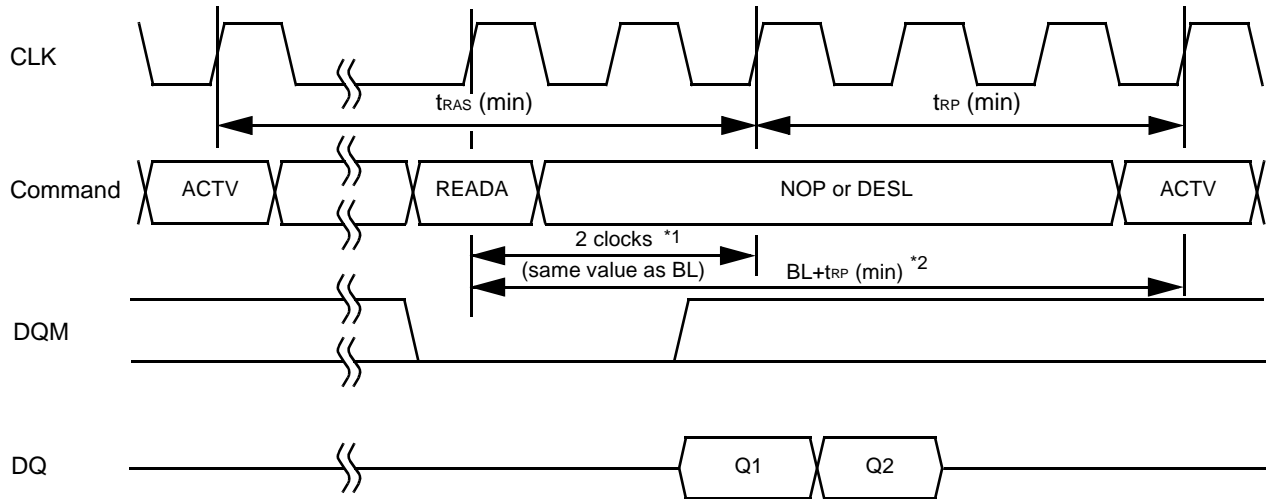 CLK
tRAS (min)
tRP (min)
Command
ACTV
READA
NOP or DESL
ACTV
2 clocks *1
(same value as BL)
BL+tRP (min) *2
DQM
DQ
Q1
Q2